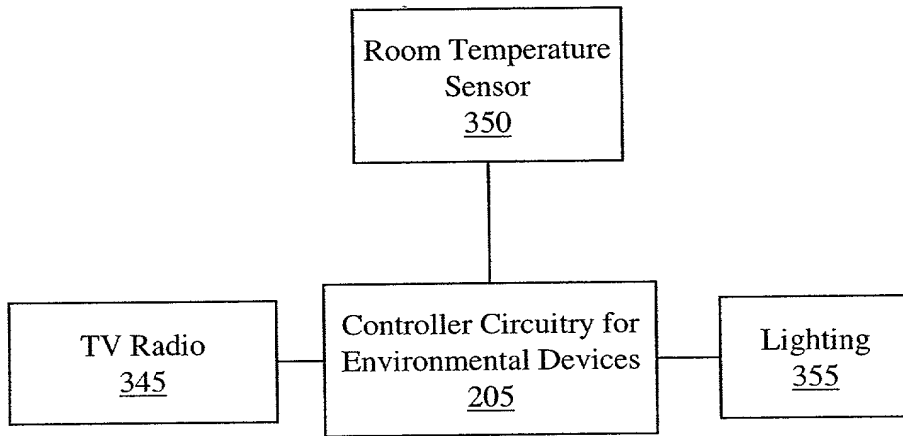 Room Temperature
Sensor
350
TV Radio
345
Controller Circuitry for
Environmental Devices
205
Lighting
355